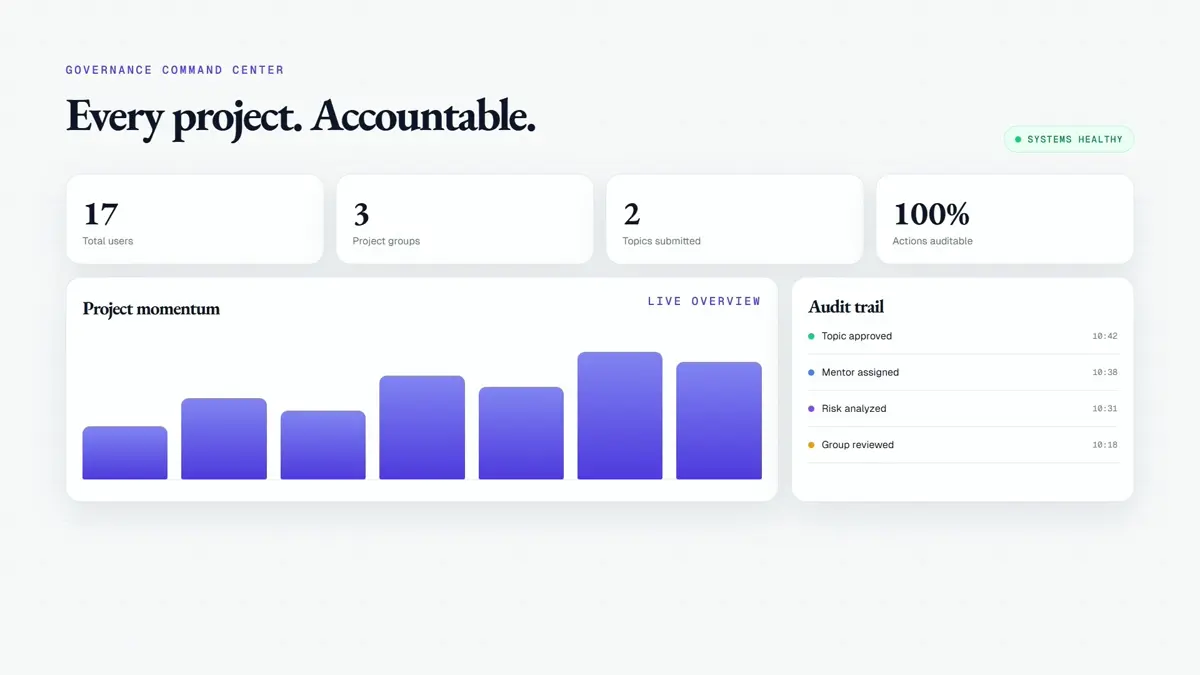 GOVERNANCE COMMAND CENTER
Every project. Accountable.
SYSTEMS HEALTHY
17
Total users
3
Project groups
2
Topics submitted
100%
Actions auditable
Project momentum
LIVE OVERVIEW
Audit trail
Topic approved 10:42
Mentor assigned 10:38
Risk analyzed 10:31
Group reviewed 10:18